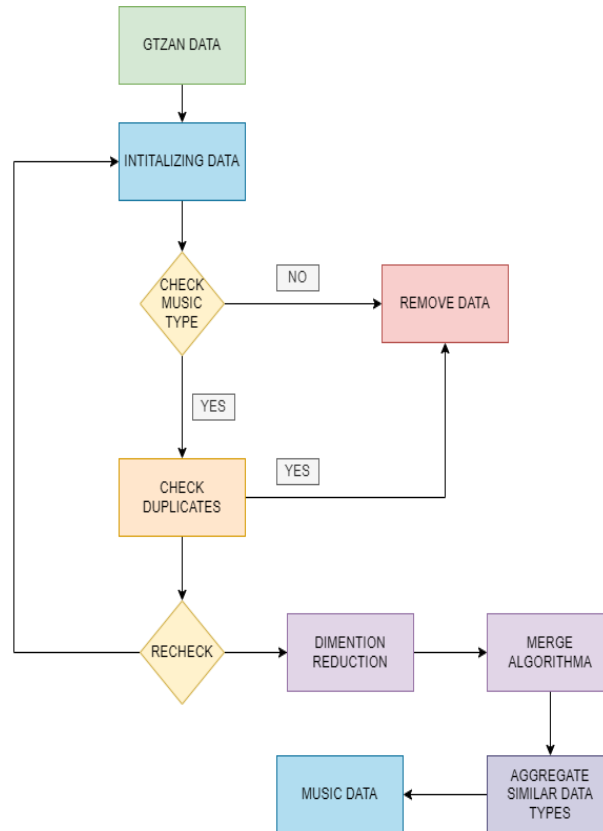 GTZAN DATA
INTITALIZING DATA
CHECK
MUSIC
TYPE
NO
REMOVE DATA
YES
CHECK
DUPLICATES
YES
RECHECK
DIMENTION
REDUCTION
MERGE
ALGORITHMA
MUSIC DATA
AGGREGATE
SIMILAR DATA
TYPES